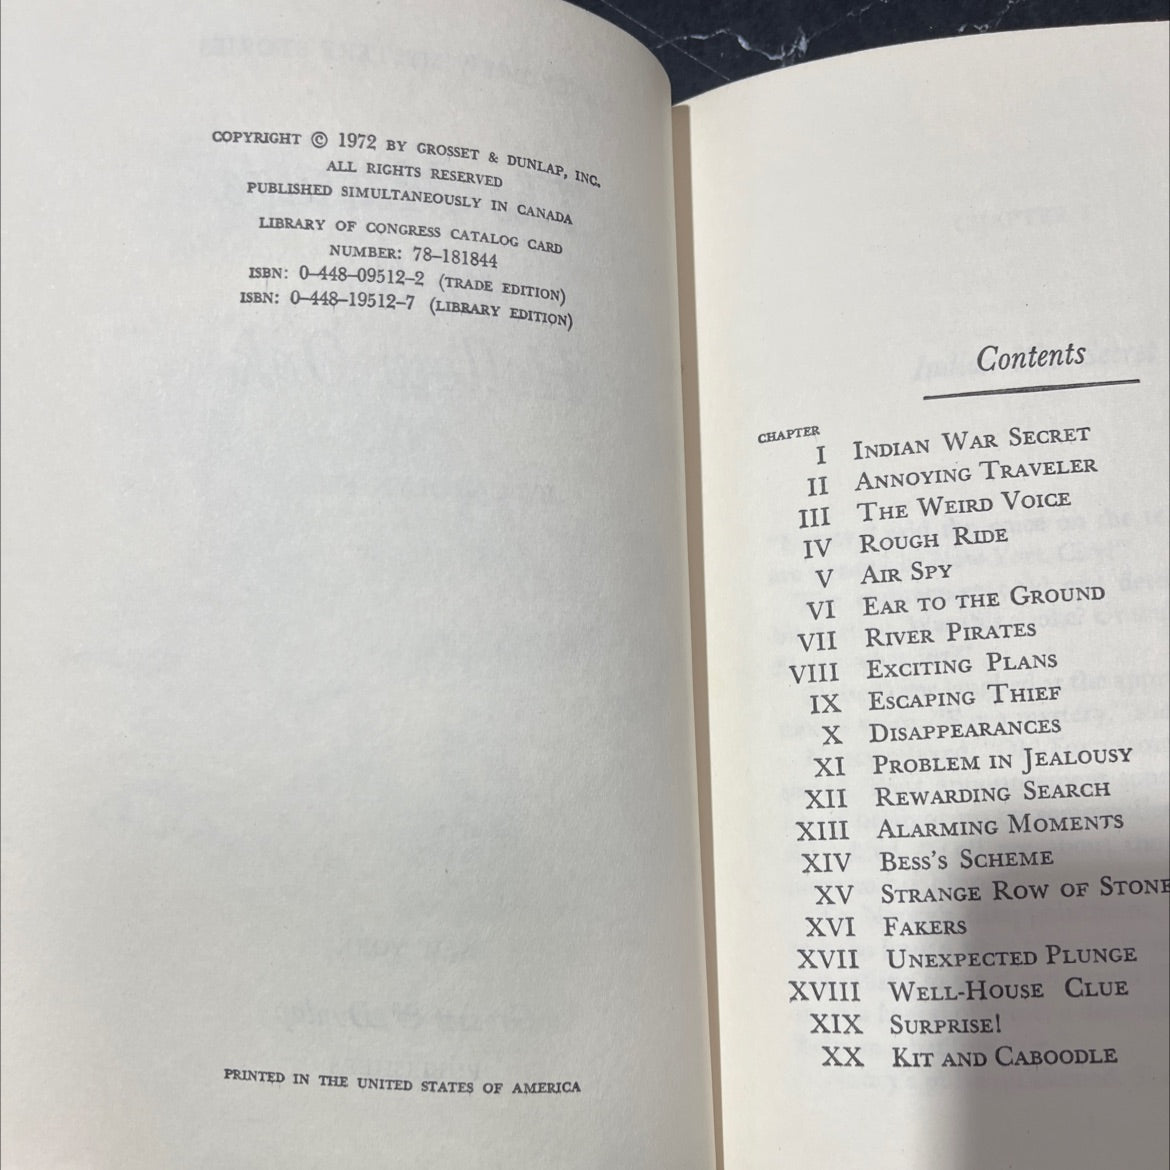 COPYRIGHT © 1972 BY GROSSET & DUNLAP, INC.
ALL RIGHTS RESERVED
PUBLISHED SIMULTANEOUSLY IN CANADA
LIBRARY OF CONGRESS CATALOG CARD
NUMBER: 78-181844
ISBN: 0-448-09512-2 (TRADE EDITION)
ISBN: 0-448-19512-7 (LIBRARY EDITION)
PRINTED IN THE UNITED STATES OF AMERICA
Contents
CHAPTER
I INDIAN WAR SECRET
II ANNOYING TRAVELER
III THE WEIRD VOICE
IV ROUGH RIDE
V AIR SPY
VI EAR TO THE GROUND
VII RIVER PIRATES
VIII EXCITING PLANS
IX ESCAPING THIEF
X DISAPPEARANCES
XI PROBLEM IN JEALOUSY
XII REWARDING SEARCH
XIII ALARMING MOMENTS
XIV BESS'S SCHEME
XV STRANGE ROW OF STONE
XVI FAKERS
XVII UNEXPECTED PLUNGE
XVIII WELL-HOUSE CLUE
XIX SURPRISE!
XX KIT AND CABOODLE